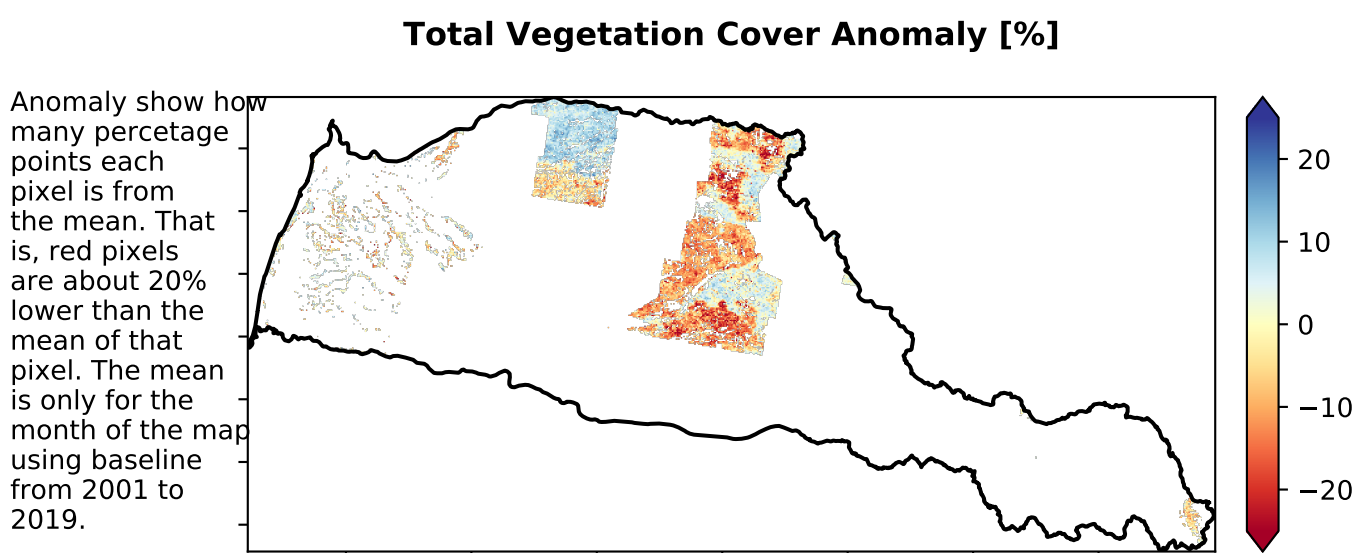 Total Vegetation Cover Anomaly [%]
Anomaly show how
many percetage
points each
pixel is from
the mean. That
is, red pixels
are about 20%
lower than the
mean of that
pixel. The mean
is only for the
month of the map
using baseline
from 2001 to
2019.
20
10
0
−10
−20